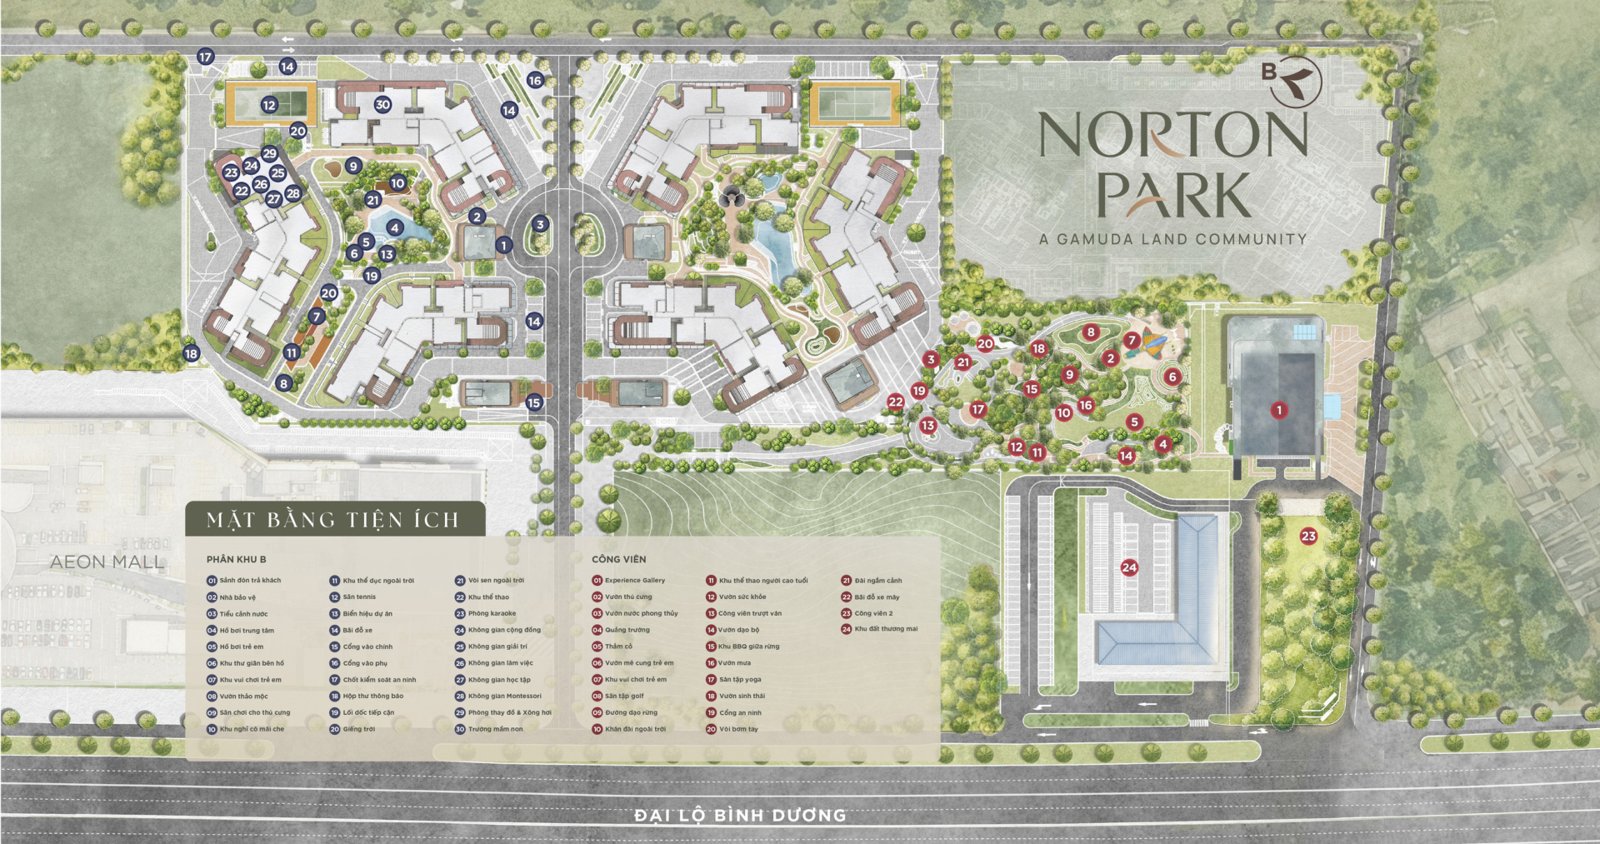 B
NORTON
PARK
A GAMUDA LAND COMMUNITY
AEON MALL
MẶT BẰNG TIỆN ÍCH
PHÂN KHU B
01 Sảnh đón trả khách
02 Nhà bảo vệ
03 Tiểu cảnh nước
04 Hồ bơi trung tâm
05 Hồ bơi trẻ em
06 Khu thư giãn bên hồ
07 Khu vui chơi trẻ em
08 Vườn thảo mộc
09 Sân chơi cho thú cưng
10 Khu nghỉ có mái che
11 Khu thể dục ngoài trời
12 Sân tennis
13 Biển hiệu dự án
14 Bãi đỗ xe
15 Cổng vào chính
16 Cổng vào phụ
17 Chốt kiểm soát an ninh
18 Hộp thư thông báo
19 Lối dốc tiếp cận
20 Giếng trời
21 Vòi sen ngoài trời
22 Khu thể thao
23 Phòng karaoke
24 Không gian cộng đồng
25 Không gian giải trí
26 Không gian làm việc
27 Không gian học tập
28 Không gian Montessori
29 Phòng thay đồ & Xông hơi
30 Trường mầm non
CÔNG VIÊN
01 Experience Gallery
02 Vườn thú cưng
03 Vườn nước phong thủy
04 Quảng trường
05 Thảm cỏ
06 Vườn mê cung trẻ em
07 Khu vui chơi trẻ em
08 Sân tập golf
09 Đường dạo rừng
10 Khán đài ngoài trời
11 Khu thể thao người cao tuổi
12 Vườn sức khỏe
13 Công viên trượt ván
14 Vườn dạo bộ
15 Khu BBQ giữa rừng
16 Vườn mưa
17 Sân tập yoga
18 Vườn sinh thái
19 Cổng an ninh
20 Vòi bơm tay
21 Đài ngắm cảnh
22 Bãi đỗ xe máy
23 Công viên 2
24 Khu đất thương mại
ĐẠI LỘ BÌNH DƯƠNG